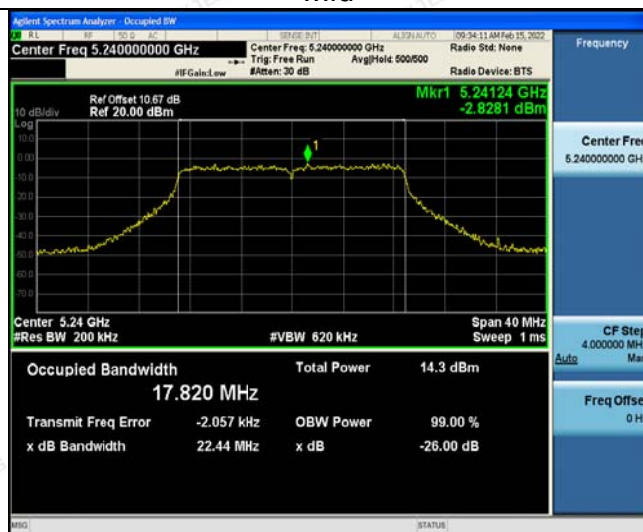 Agilent Spectrum Analyzer - Occupied BW
RL RF 50 Ω AC SENSE:INT ALIGN AUTO 09:34:11 AM Feb 15, 2022
Center Freq 5.240000000 GHz Center Freq: 5.240000000 GHz Radio Std: None Frequency
Trig: Free Run Avg|Hold: 500/500
#IFGain:Low #Atten: 30 dB Radio Device: BTS
Ref Offset 10.67 dB Mkr1 5.24124 GHz
10 dB/div Ref 20.00 dBm -2.8281 dBm
Log
10.0
0.00
-10.0
-20.0
-30.0
-40.0
-50.0
-60.0
-70.0
1
Center Freq
5.240000000 GH
Center 5.24 GHz Span 40 MHz
#Res BW 200 kHz #VBW 620 kHz Sweep 1 ms
CF Step
4.000000 MH
Auto Ma
Occupied Bandwidth Total Power 14.3 dBm
17.820 MHz
Transmit Freq Error -2.057 kHz OBW Power 99.00 %
x dB Bandwidth 22.44 MHz x dB -26.00 dB
Freq Offse
0 H
MSG STATUS